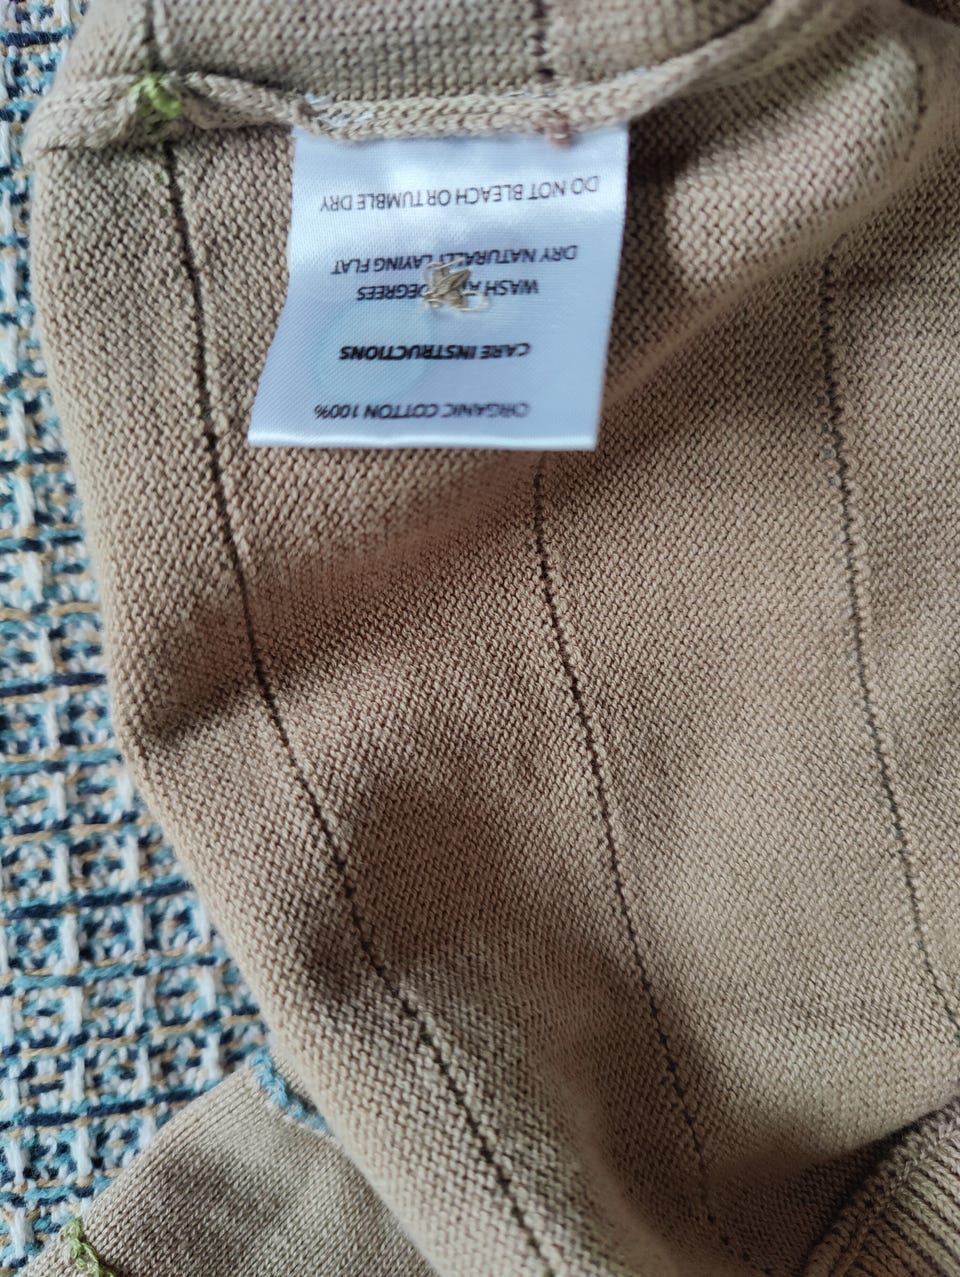 ORGANIC COTTON 100%
CARE INSTRUCTIONS
WASH DEGREES
DRY NATURALLY LAYING FLAT
DO NOT BLEACH OR TUMBLE DRY